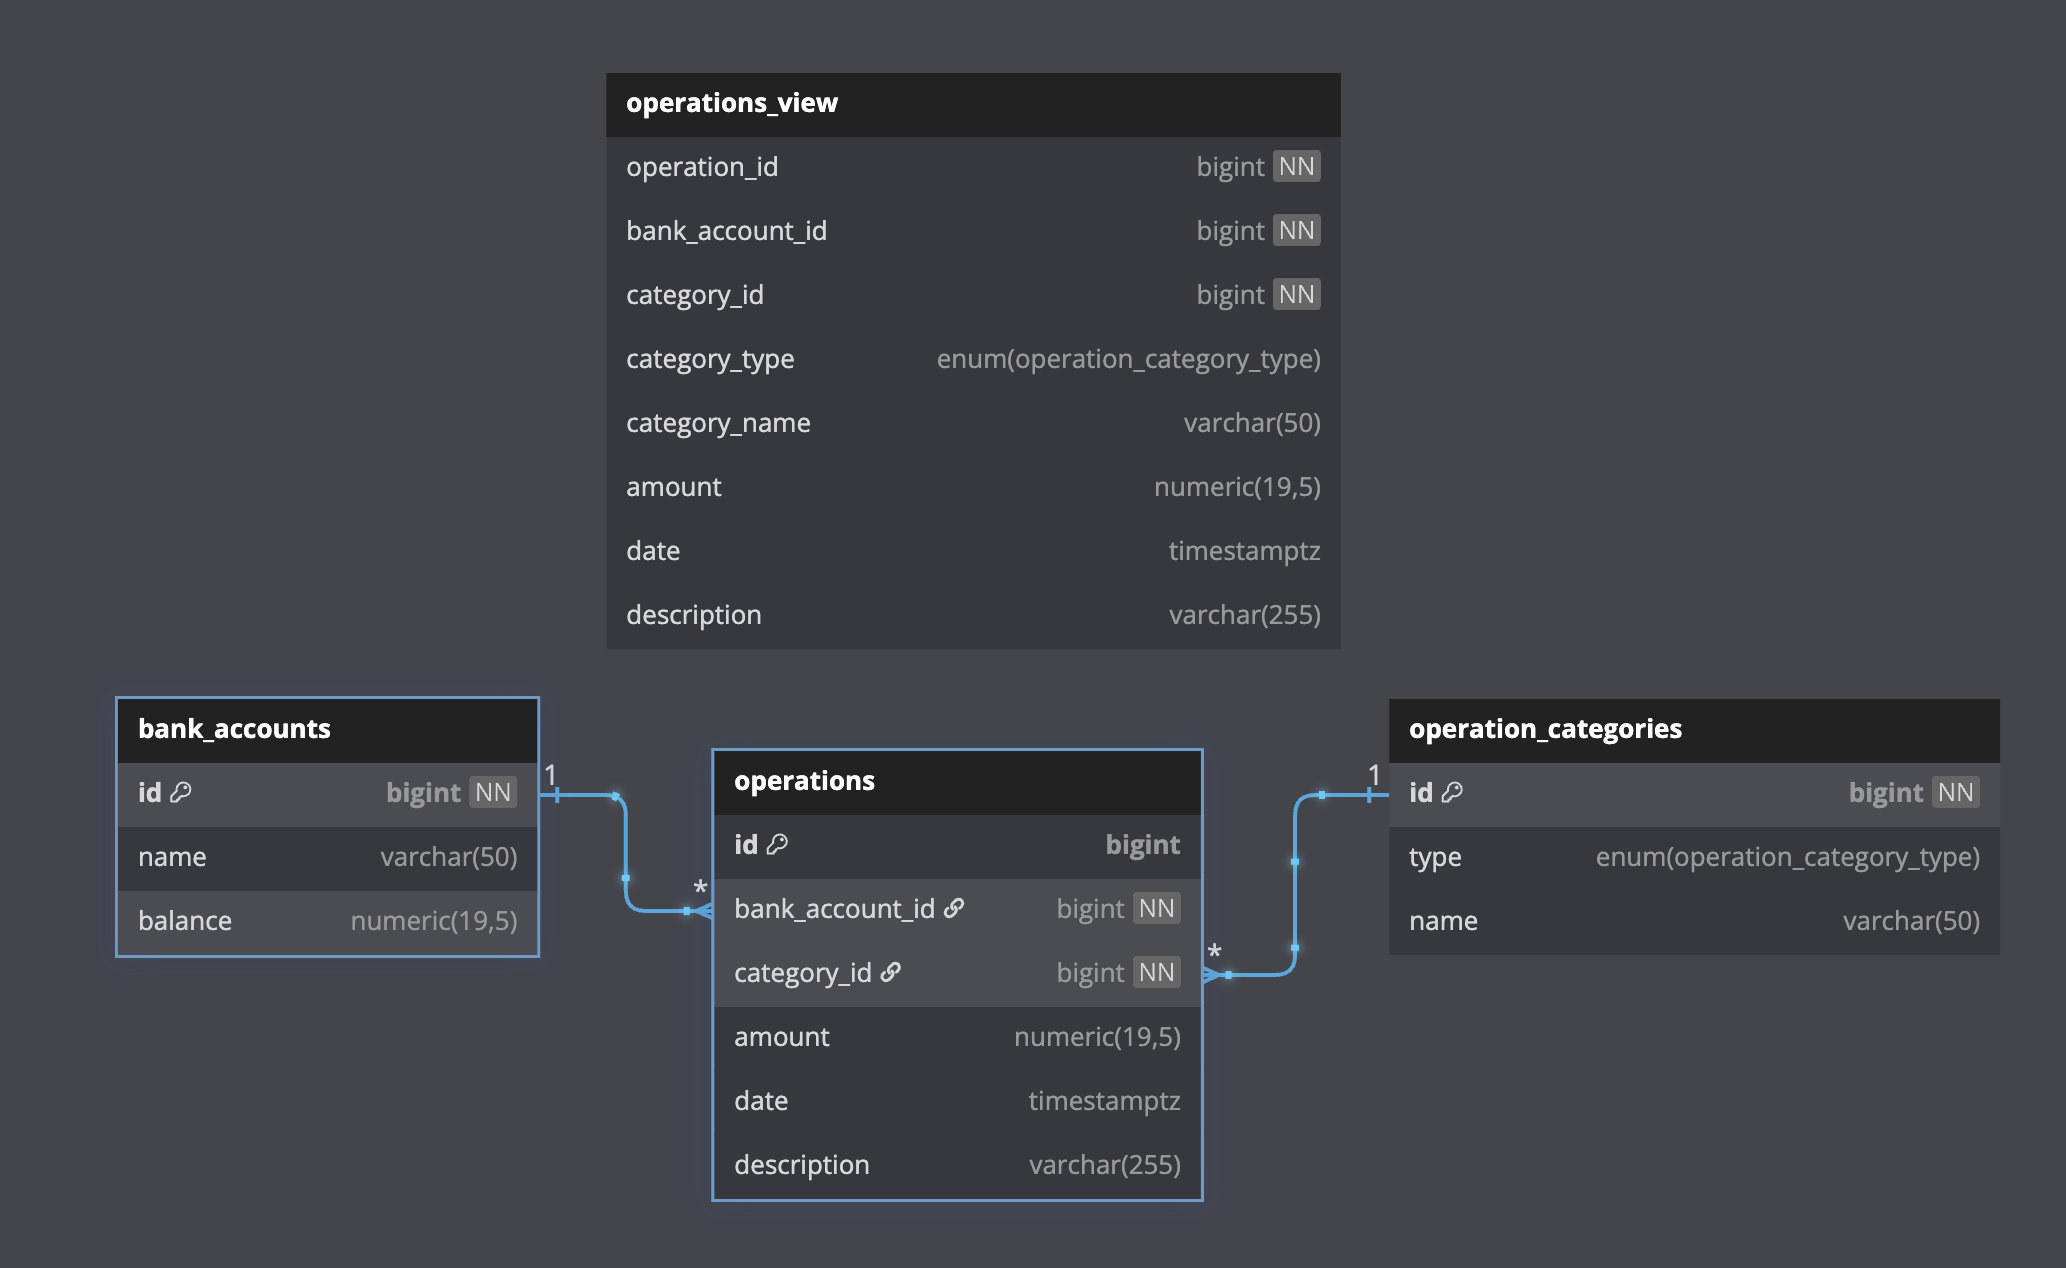 operations_view
operation_id bigint NN
bank_account_id bigint NN
category_id bigint NN
category_type enum(operation_category_type)
category_name varchar(50)
amount numeric(19,5)
date timestamptz
description varchar(255)
bank_accounts
id bigint NN
name varchar(50)
balance numeric(19,5)
1
*
operations
id bigint
bank_account_id bigint NN
category_id bigint NN
amount numeric(19,5)
date timestamptz
description varchar(255)
*
1
operation_categories
id bigint NN
type enum(operation_category_type)
name varchar(50)